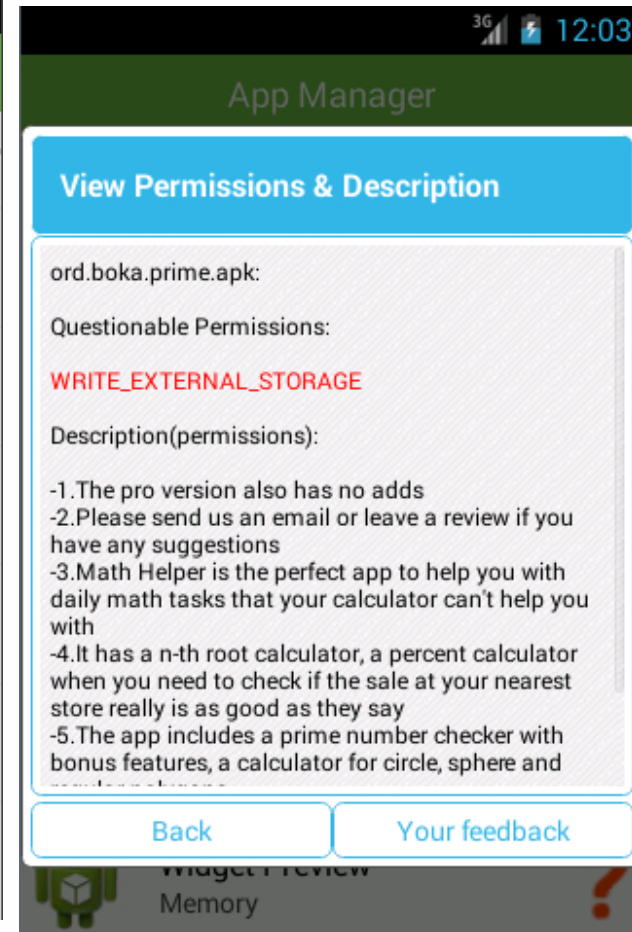 3G 12:03
App Manager
View Permissions & Description
ord.boka.prime.apk:
Questionable Permissions:
WRITE_EXTERNAL_STORAGE
Description(permissions):
-1.The pro version also has no adds
-2.Please send us an email or leave a review if you
have any suggestions
-3.Math Helper is the perfect app to help you with
daily math tasks that your calculator can't help you
with
-4.It has a n-th root calculator, a percent calculator
when you need to check if the sale at your nearest
store really is as good as they say
-5.The app includes a prime number checker with
bonus features, a calculator for circle, sphere and
Back Your feedback
Widget Preview
Memory
?